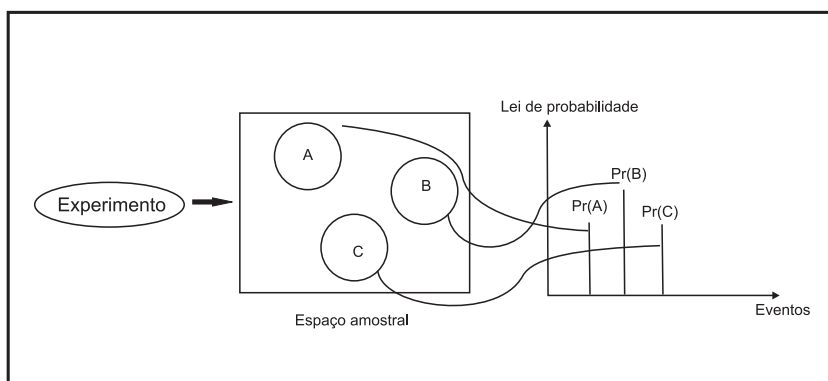 Experimento
A
B
C
Espaço amostral
Lei de probabilidade
Pr(A)
Pr(B)
Pr(C)
Eventos